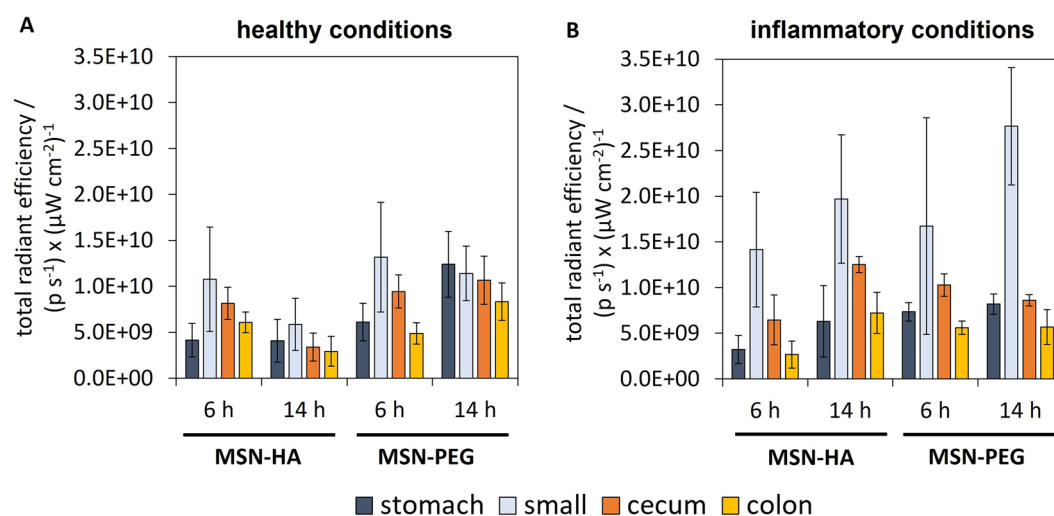 A
healthy conditions
total radiant efficiency /
(p s⁻¹) x (µW cm⁻²)⁻¹
3.5E+10
3.0E+10
2.5E+10
2.0E+10
1.5E+10
1.0E+10
5.0E+09
0.0E+00
6 h 14 h 6 h 14 h
MSN-HA MSN-PEG
B
inflammatory conditions
total radiant efficiency /
(p s⁻¹) x (µW cm⁻²)⁻¹
3.5E+10
3.0E+10
2.5E+10
2.0E+10
1.5E+10
1.0E+10
5.0E+09
0.0E+00
6 h 14 h 6 h 14 h
MSN-HA MSN-PEG
stomach small cecum colon